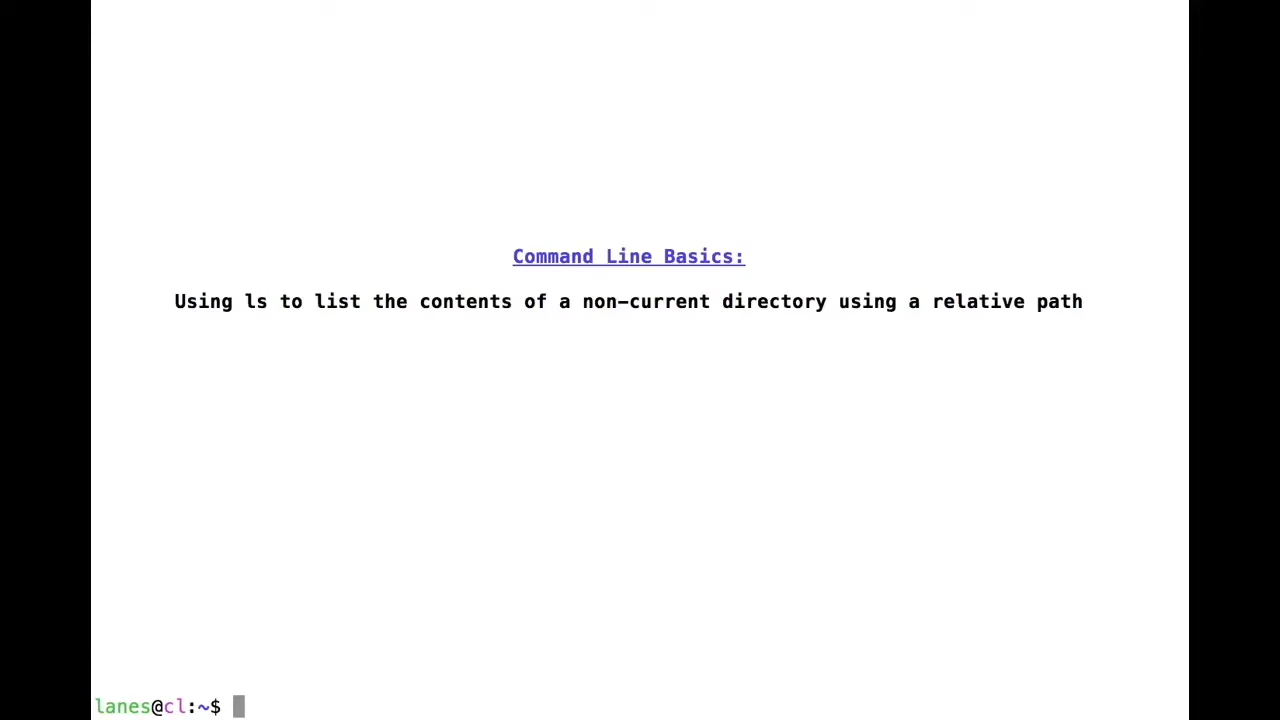 Command Line Basics:
Using ls to list the contents of a non-current directory using a relative path
lanes@cl:~$